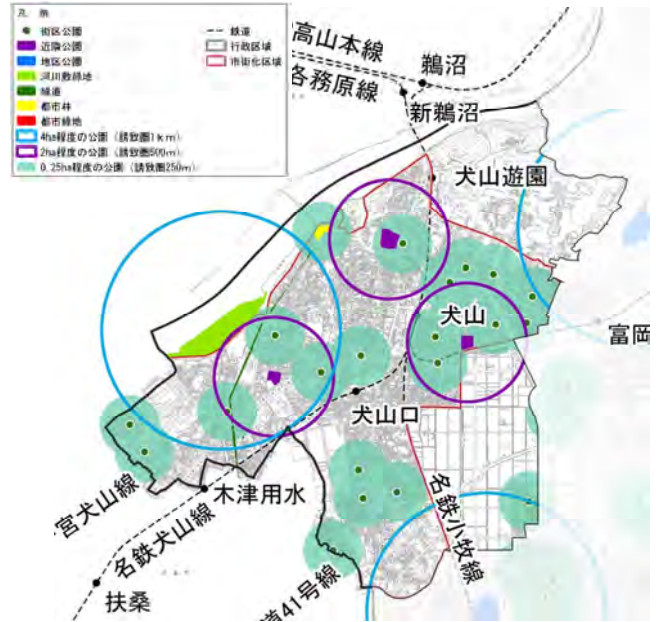 凡 例
街区公園
近隣公園
地区公園
河川敷緑地
緑道
都市林
都市緑地
4ha程度の公園（誘致圏1km）
2ha程度の公園（誘致圏500m）
0.25ha程度の公園（誘致圏250m）
鉄道
行政区域
市街化区域
高山本線
各務原線
鵜沼
新鵜沼
犬山遊園
犬山
富岡
犬山口
木津用水
宮犬山線
名鉄犬山線
名鉄小牧線
扶桑
道41号線